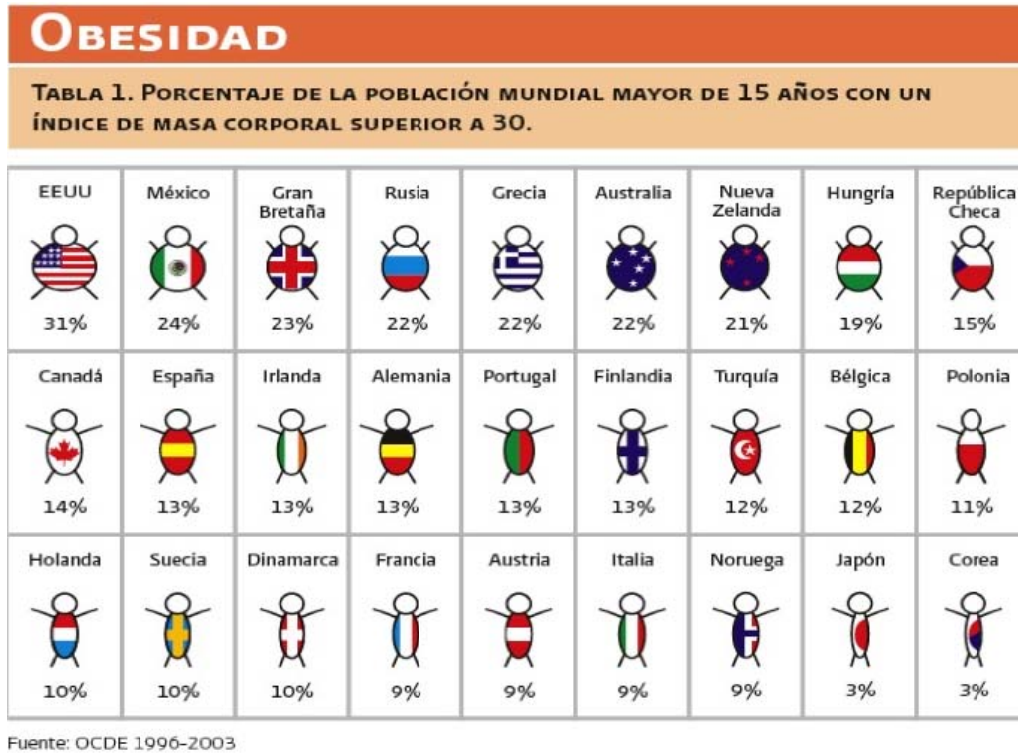 OBESIDAD
TABLA 1. PORCENTAJE DE LA POBLACIÓN MUNDIAL MAYOR DE 15 AÑOS CON UN
ÍNDICE DE MASA CORPORAL SUPERIOR A 30.
EEUU México Gran Bretaña Rusia Grecia Australia Nueva Zelanda Hungría República Checa
31% 24% 23% 22% 22% 22% 21% 19% 15%
Canadá España Irlanda Alemania Portugal Finlandia Turquía Bélgica Polonia
14% 13% 13% 13% 13% 13% 12% 12% 11%
Holanda Suecia Dinamarca Francia Austria Italia Noruega Japón Corea
10% 10% 10% 9% 9% 9% 9% 3% 3%
Fuente: OCDE 1996-2003